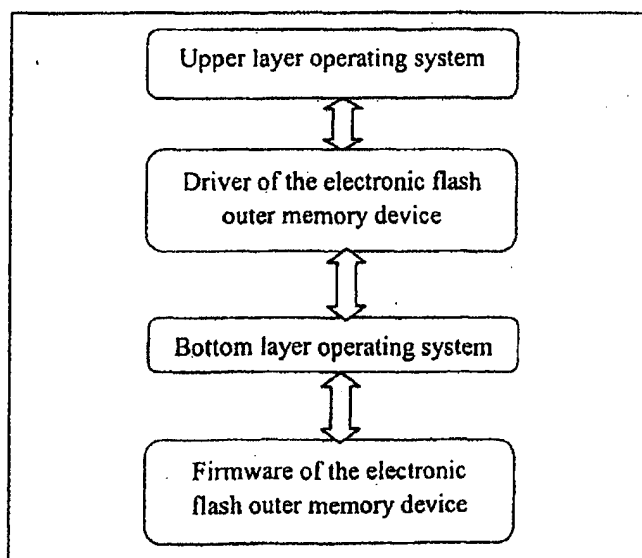 Upper layer operating system
Driver of the electronic flash
outer memory device
Bottom layer operating system
Firmware of the electronic
flash outer memory device